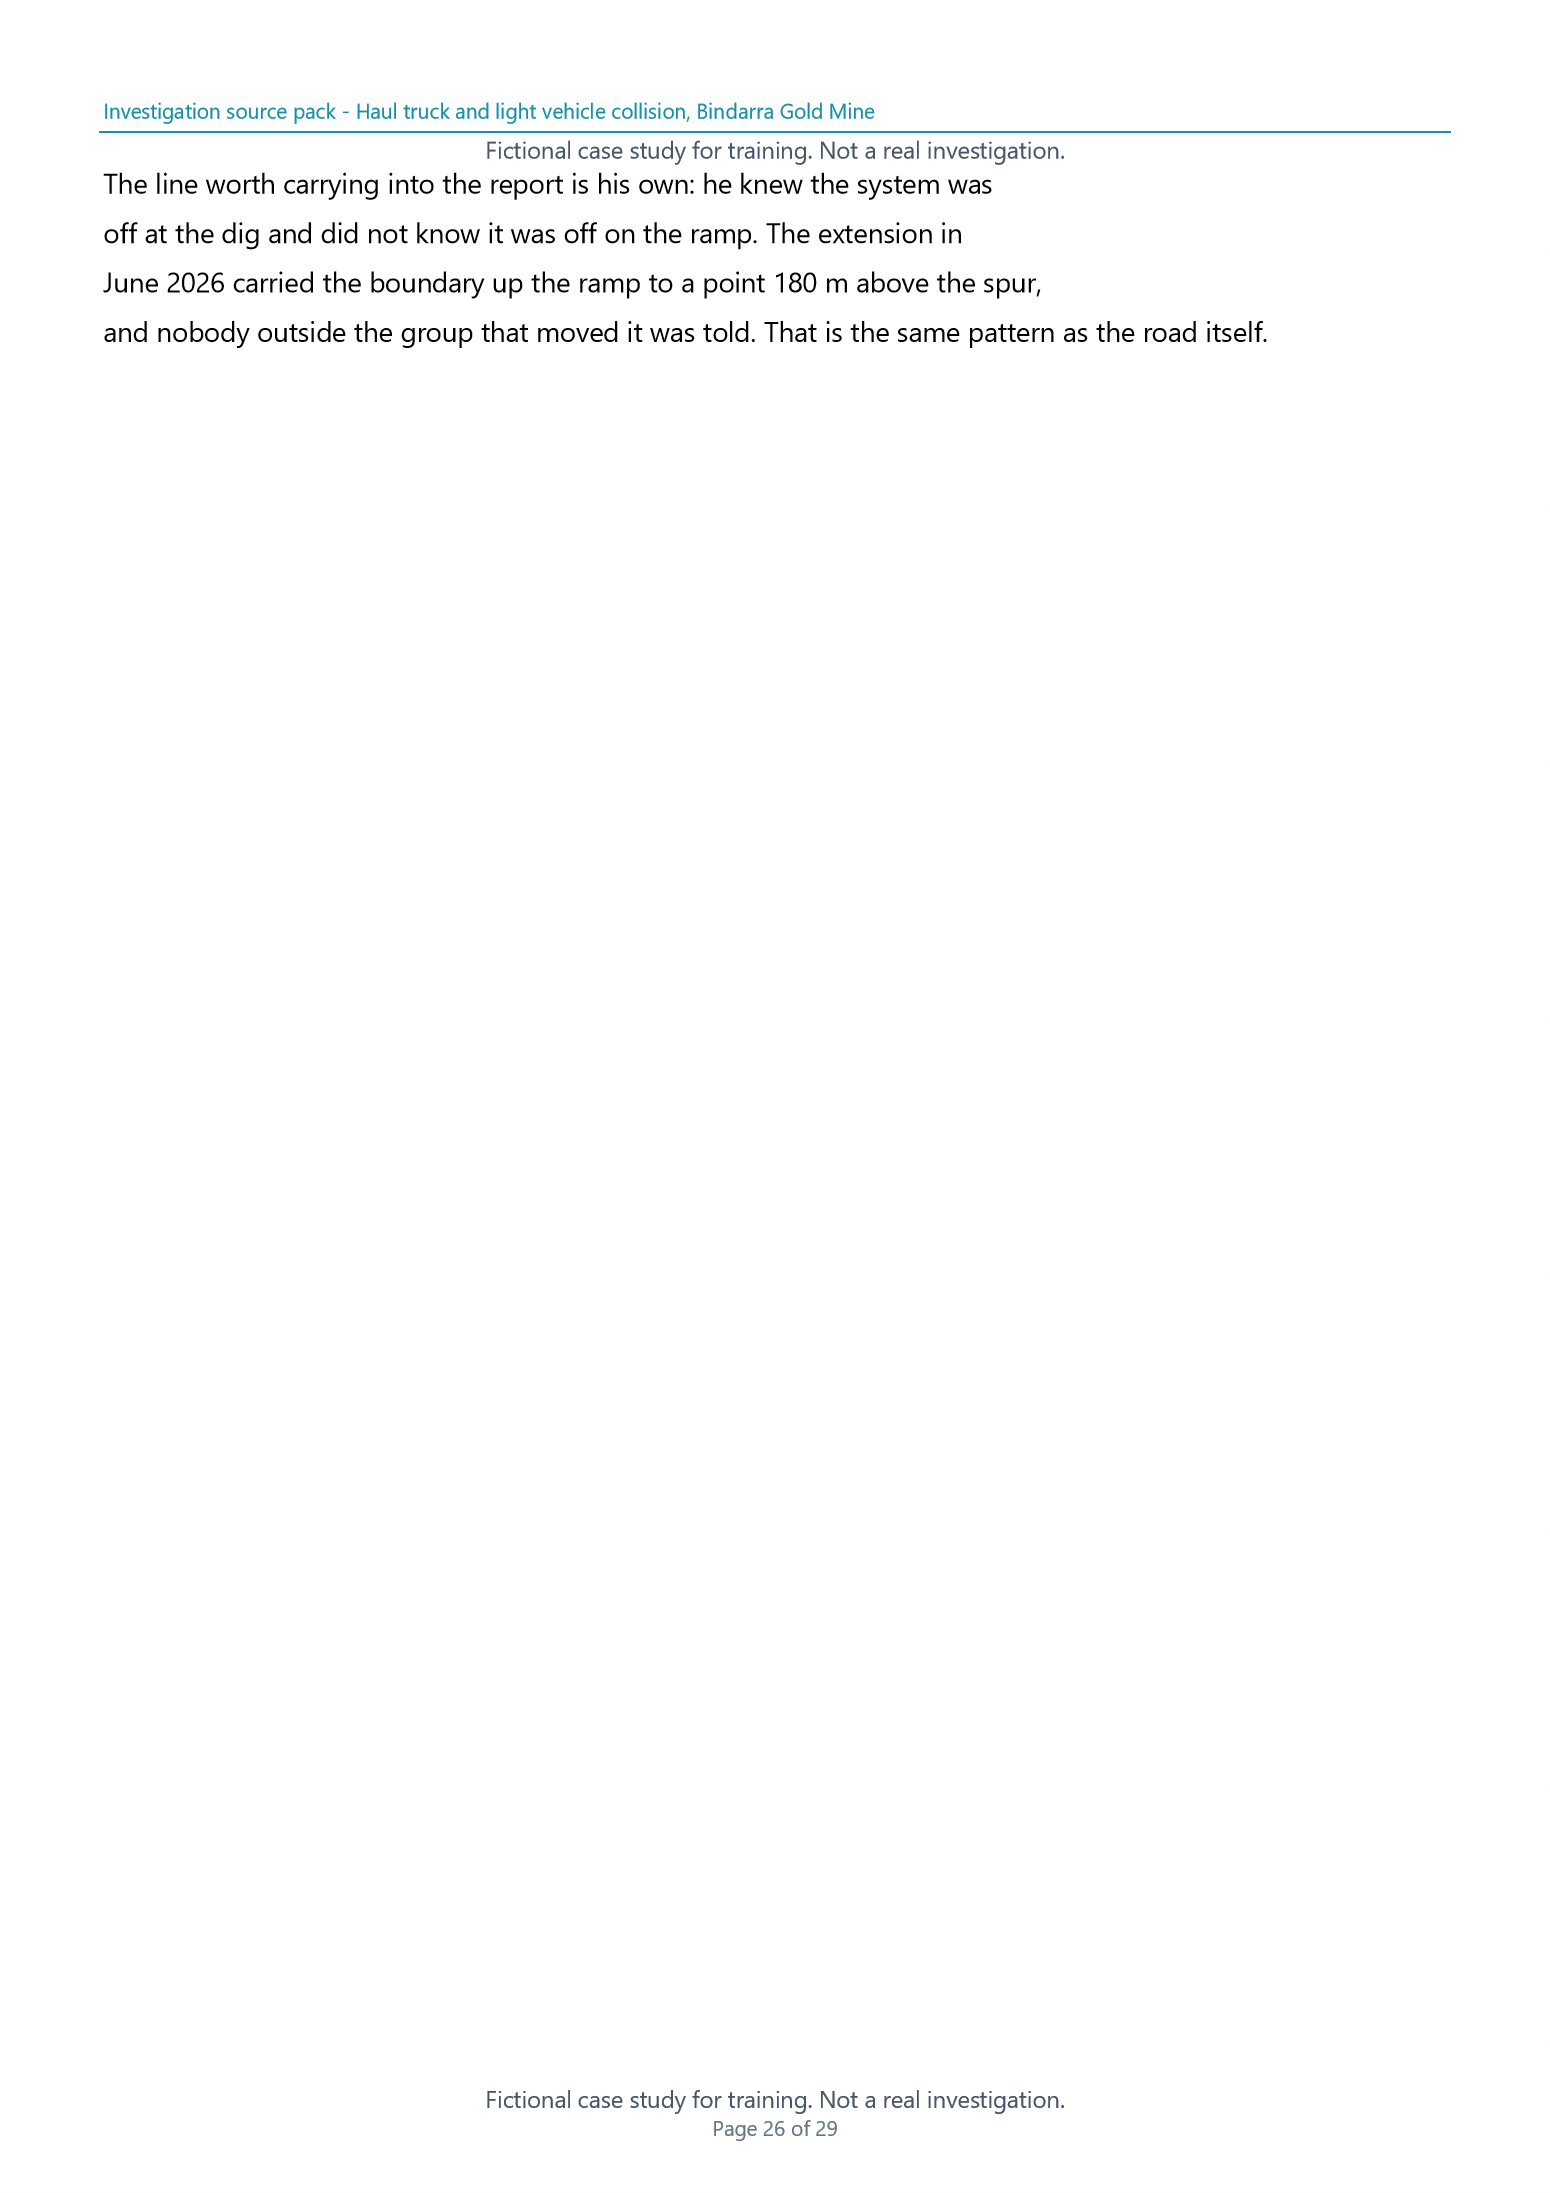 Investigation source pack - Haul truck and light vehicle collision, Bindarra Gold Mine
Fictional case study for training. Not a real investigation.
The line worth carrying into the report is his own: he knew the system was
off at the dig and did not know it was off on the ramp. The extension in
June 2026 carried the boundary up the ramp to a point 180 m above the spur,
and nobody outside the group that moved it was told. That is the same pattern as the road itself.
Fictional case study for training. Not a real investigation.
Page 26 of 29